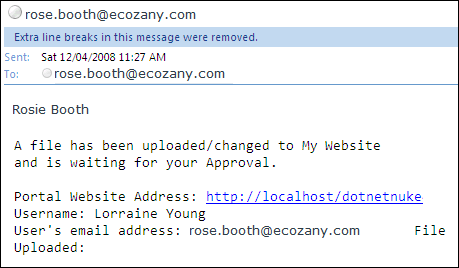 rose.booth@ecozany.com
Extra line breaks in this message were removed.
Sent: Sat 12/04/2008 11:27 AM
To: rose.booth@ecozany.com
Rosie Booth
A file has been uploaded/changed to My Website
and is waiting for your Approval.
Portal Website Address: http://localhost/dotnetnuke
Username: Lorraine Young
User's email address: rose.booth@ecozany.com File
Uploaded: